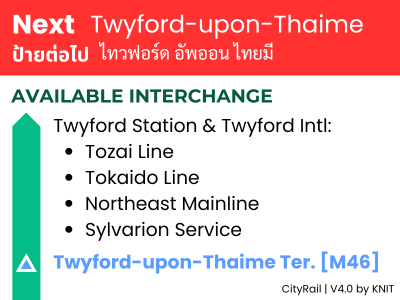 Next Twyford-upon-Thaime
ป้ายต่อไป ไทวฟอร์ด อัพออน ไทยมี
AVAILABLE INTERCHANGE
Twyford Station & Twyford Intl:
• Tozai Line
• Tokaido Line
• Northeast Mainline
• Sylvarion Service
Twyford-upon-Thaime Ter. [M46]
CityRail | V4.0 by KNIT